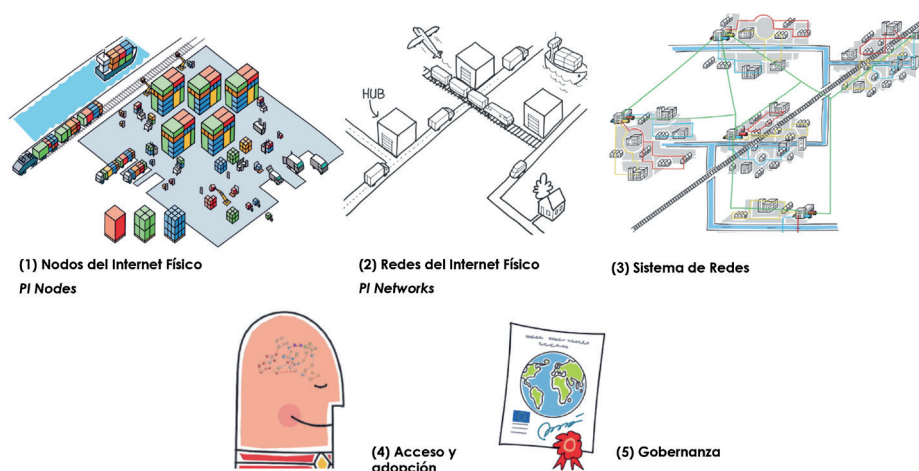 HUB
(1) Nodos del Internet Físico
PI Nodes
(2) Redes del Internet Físico
PI Networks
(3) Sistema de Redes
(4) Acceso y
adopción
(5) Gobernanza